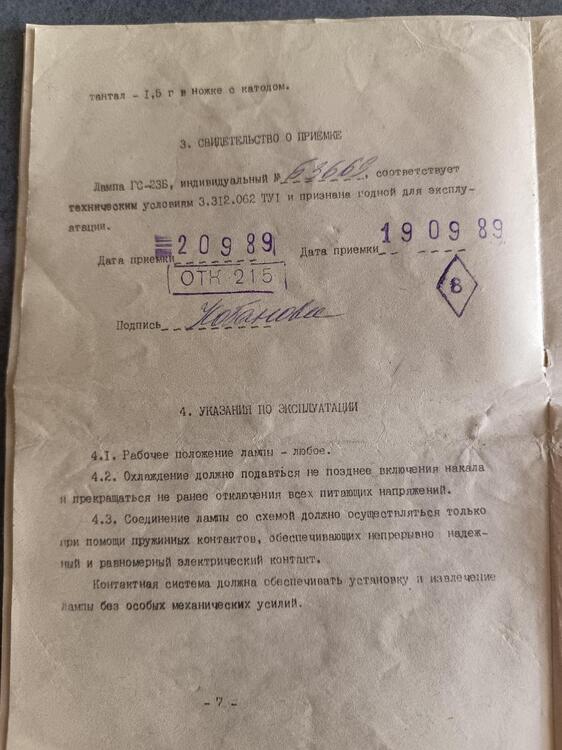 тантал - 1,5 г в ножке с катодом.
3. СВИДЕТЕЛЬСТВО О ПРИЕМКЕ
Лампа ГС-23Б, индивидуальный № 53669, соответствует
техническим условиям 3.312.062 ТУ1 и признана годной для эксплу-
атации.
Дата приемки 20 9 89 Дата приемки 19 09 89
ОТК 215
8
Подпись
4. УКАЗАНИЯ ПО ЭКСПЛУАТАЦИИ
4.1. Рабочее положение лампы - любое.
4.2. Охлаждение должно подаваться не позднее включения накала
и прекращаться не ранее отключения всех питающих напряжений.
4.3. Соединение лампы со схемой должно осуществляться только
при помощи пружинных контактов, обеспечивающих непрерывно надеж-
ный и равномерный электрический контакт.
Контактная система должна обеспечивать установку и извлечение
лампы без особых механических усилий.
- 7 -